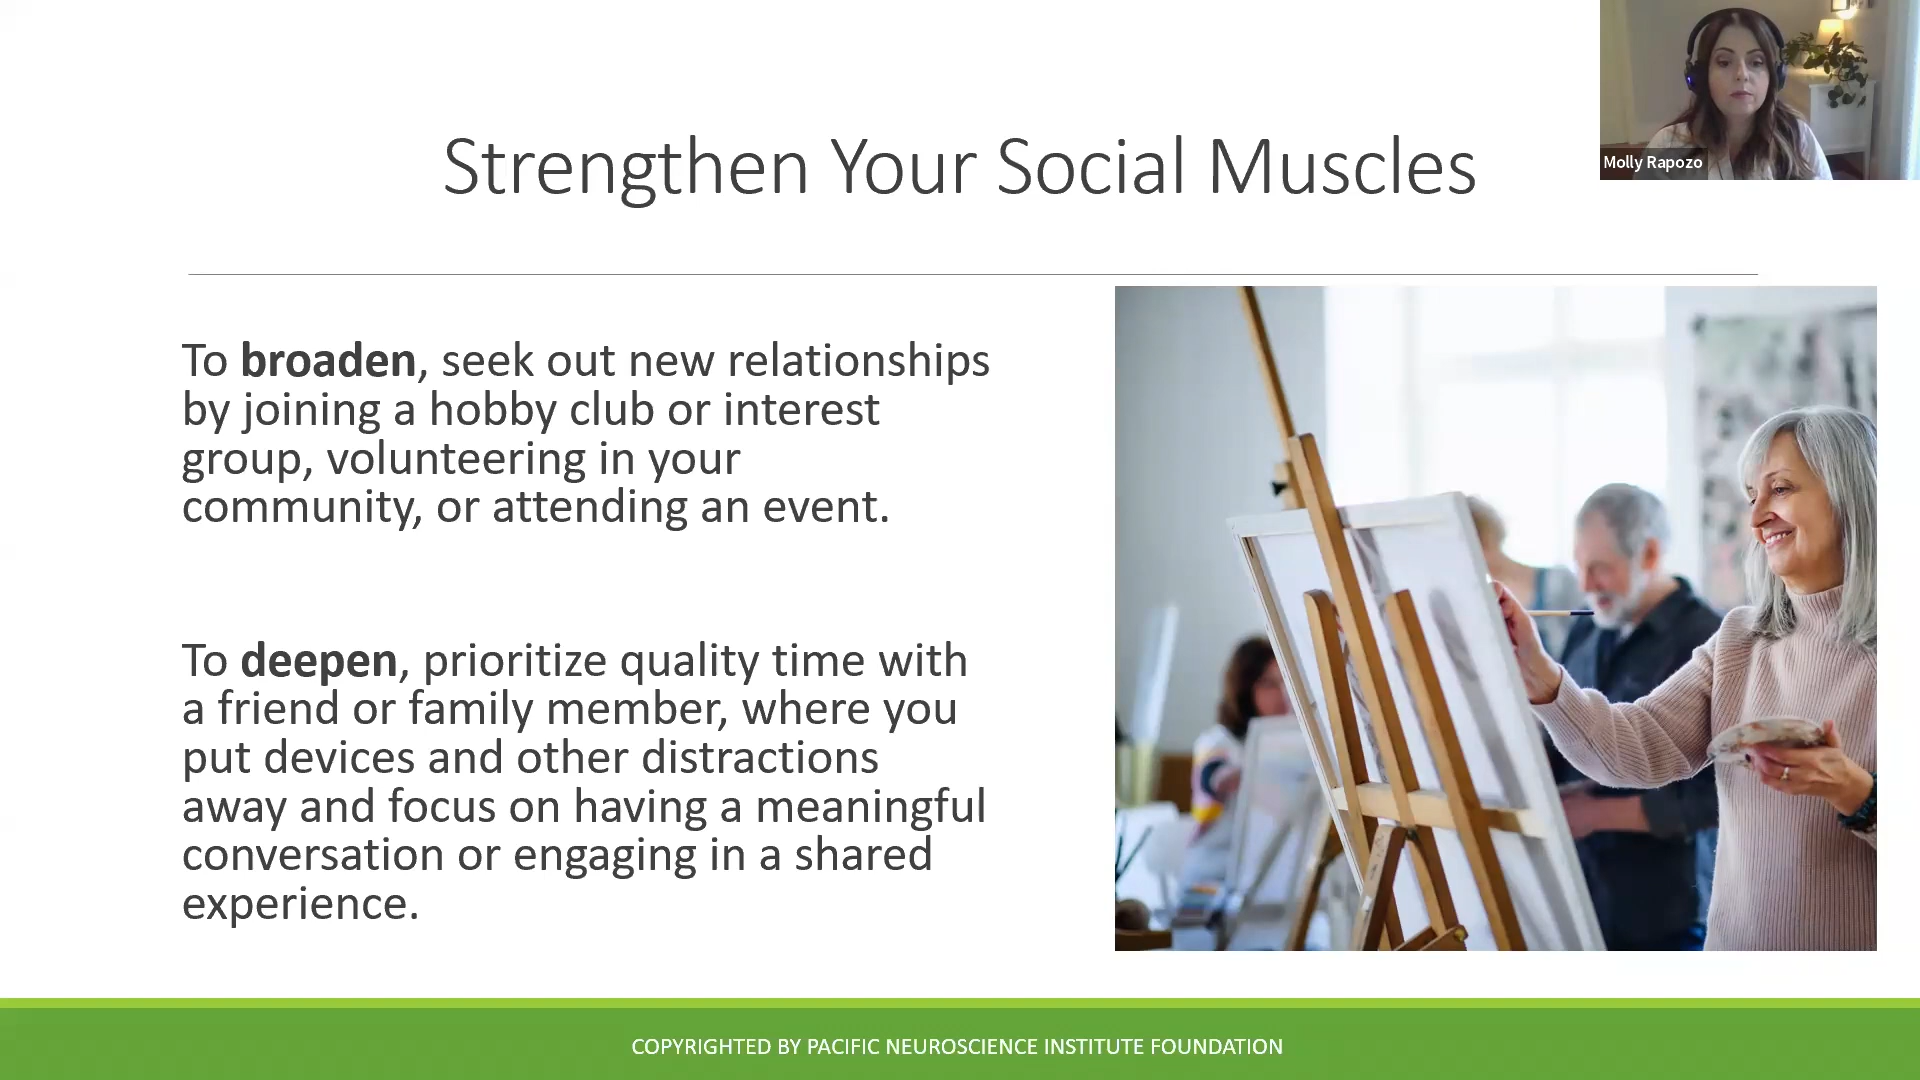 Strengthen Your Social Muscles
Molly Rapozo
To broaden, seek out new relationships
by joining a hobby club or interest
group, volunteering in your
community, or attending an event.
To deepen, prioritize quality time with
a friend or family member, where you
put devices and other distractions
away and focus on having a meaningful
conversation or engaging in a shared
experience.
COPYRIGHTED BY PACIFIC NEUROSCIENCE INSTITUTE FOUNDATION